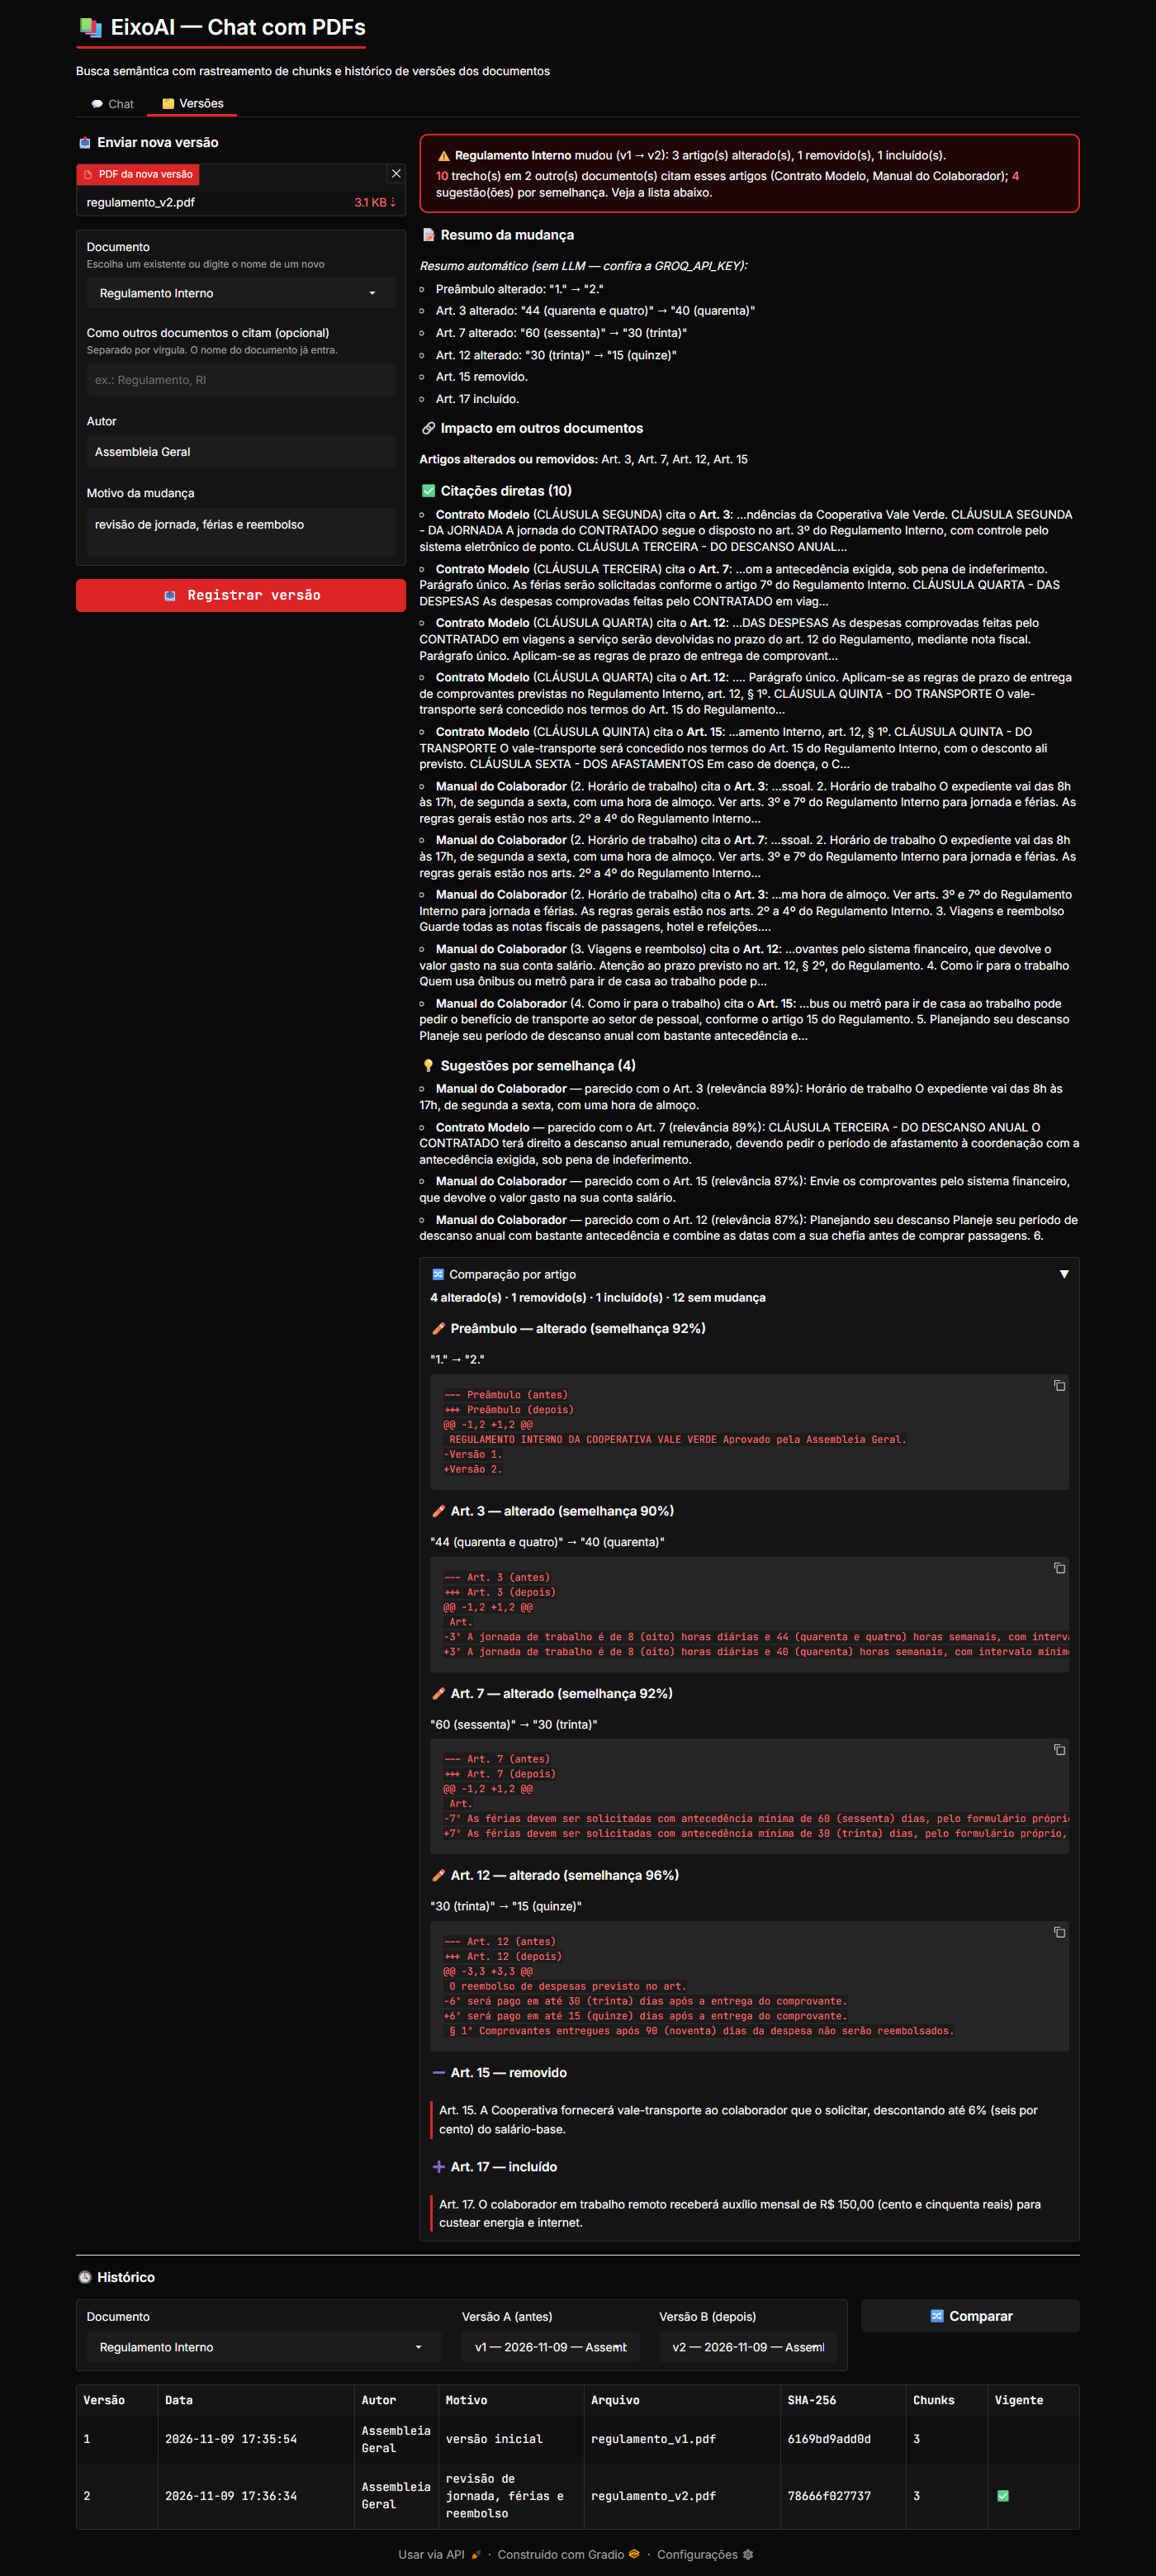 EixoAI — Chat com PDFs
Busca semântica com rastreamento de chunks e histórico de versões dos documentos
Chat
Versões
Enviar nova versão
PDF da nova versão
regulamento_v2.pdf
3.1 KB ⇣
Documento
Escolha um existente ou digite o nome de um novo
Regulamento Interno
Como outros documentos o citam (opcional)
Separado por vírgula. O nome do documento já entra.
ex.: Regulamento, RI
Autor
Assembleia Geral
Motivo da mudança
revisão de jornada, férias e reembolso
Registrar versão
Regulamento Interno mudou (v1 → v2): 3 artigo(s) alterado(s), 1 removido(s), 1 incluído(s).
10 trecho(s) em 2 outro(s) documento(s) citam esses artigos (Contrato Modelo, Manual do Colaborador); 4
sugestão(ões) por semelhança. Veja a lista abaixo.
Resumo da mudança
Resumo automático (sem LLM — confira a GROQ_API_KEY):
Preâmbulo alterado: "1." → "2."
Art. 3 alterado: "44 (quarenta e quatro)" → "40 (quarenta)"
Art. 7 alterado: "60 (sessenta)" → "30 (trinta)"
Art. 12 alterado: "30 (trinta)" → "15 (quinze)"
Art. 15 removido.
Art. 17 incluído.
Impacto em outros documentos
Artigos alterados ou removidos: Art. 3, Art. 7, Art. 12, Art. 15
Citações diretas (10)
Contrato Modelo (CLÁUSULA SEGUNDA) cita o Art. 3: ...ndências da Cooperativa Vale Verde. CLÁUSULA SEGUNDA
- DA JORNADA A jornada do CONTRATADO segue o disposto no art. 3º do Regulamento Interno, com controle pelo
sistema eletrônico de ponto. CLÁUSULA TERCEIRA - DO DESCANSO ANUAL...
Contrato Modelo (CLÁUSULA TERCEIRA) cita o Art. 7: ...om a antecedência exigida, sob pena de indeferimento.
Parágrafo único. As férias serão solicitadas conforme o artigo 7º do Regulamento Interno. CLÁUSULA QUARTA - DAS
DESPESAS As despesas comprovadas feitas pelo CONTRATADO em viag...
Contrato Modelo (CLÁUSULA QUARTA) cita o Art. 12: ...DAS DESPESAS As despesas comprovadas feitas pelo
CONTRATADO em viagens a serviço serão devolvidas no prazo do art. 12 do Regulamento, mediante nota fiscal.
Parágrafo único. Aplicam-se as regras de prazo de entrega de comprovant...
Contrato Modelo (CLÁUSULA QUARTA) cita o Art. 12: .... Parágrafo único. Aplicam-se as regras de prazo de entrega
de comprovantes previstas no Regulamento Interno, art. 12, § 1º. CLÁUSULA QUINTA - DO TRANSPORTE O vale-
transporte será concedido nos termos do Art. 15 do Regulamento...
Contrato Modelo (CLÁUSULA QUINTA) cita o Art. 15: ...amento Interno, art. 12, § 1º. CLÁUSULA QUINTA - DO
TRANSPORTE O vale-transporte será concedido nos termos do Art. 15 do Regulamento Interno, com o desconto ali
previsto. CLÁUSULA SEXTA - DOS AFASTAMENTOS Em caso de doença, o C...
Manual do Colaborador (2. Horário de trabalho) cita o Art. 3: ...ssoal. 2. Horário de trabalho O expediente vai das 8h
às 17h, de segunda a sexta, com uma hora de almoço. Ver arts. 3º e 7º do Regulamento Interno para jornada e férias. As
regras gerais estão nos arts. 2º a 4º do Regulamento Interno...
Manual do Colaborador (2. Horário de trabalho) cita o Art. 7: ...ssoal. 2. Horário de trabalho O expediente vai das 8h
às 17h, de segunda a sexta, com uma hora de almoço. Ver arts. 3º e 7º do Regulamento Interno para jornada e férias. As
regras gerais estão nos arts. 2º a 4º do Regulamento Interno...
Manual do Colaborador (2. Horário de trabalho) cita o Art. 3: ...ma hora de almoço. Ver arts. 3º e 7º do Regulamento
Interno para jornada e férias. As regras gerais estão nos arts. 2º a 4º do Regulamento Interno. 3. Viagens e reembolso
Guarde todas as notas fiscais de passagens, hotel e refeições....
Manual do Colaborador (3. Viagens e reembolso) cita o Art. 12: ...ovantes pelo sistema financeiro, que devolve o
valor gasto na sua conta salário. Atenção ao prazo previsto no art. 12, § 2º, do Regulamento. 4. Como ir para o trabalho
Quem usa ônibus ou metrô para ir de casa ao trabalho pode p...
Manual do Colaborador (4. Como ir para o trabalho) cita o Art. 15: ...bus ou metrô para ir de casa ao trabalho pode
pedir o benefício de transporte ao setor de pessoal, conforme o artigo 15 do Regulamento. 5. Planejando seu descanso
Planeje seu período de descanso anual com bastante antecedência e...
Sugestões por semelhança (4)
Manual do Colaborador — parecido com o Art. 3 (relevância 89%): Horário de trabalho O expediente vai das 8h às
17h, de segunda a sexta, com uma hora de almoço.
Contrato Modelo — parecido com o Art. 7 (relevância 89%): CLÁUSULA TERCEIRA - DO DESCANSO ANUAL O
CONTRATADO terá direito a descanso anual remunerado, devendo pedir o período de afastamento à coordenação com a
antecedência exigida, sob pena de indeferimento.
Manual do Colaborador — parecido com o Art. 15 (relevância 87%): Envie os comprovantes pelo sistema financeiro,
que devolve o valor gasto na sua conta salário.
Manual do Colaborador — parecido com o Art. 12 (relevância 87%): Planejando seu descanso Planeje seu período de
descanso anual com bastante antecedência e combine as datas com a sua chefia antes de comprar passagens. 6.
Comparação por artigo
4 alterado(s) · 1 removido(s) · 1 incluído(s) · 12 sem mudança
Preâmbulo — alterado (semelhança 92%)
"1." → "2."
--- Preâmbulo (antes)
+++ Preâmbulo (depois)
@@ -1,2 +1,2 @@
REGULAMENTO INTERNO DA COOPERATIVA VALE VERDE Aprovado pela Assembleia Geral.
-Versão 1.
+Versão 2.
Art. 3 — alterado (semelhança 90%)
"44 (quarenta e quatro)" → "40 (quarenta)"
--- Art. 3 (antes)
+++ Art. 3 (depois)
@@ -1,2 +1,2 @@
Art.
-3º A jornada de trabalho é de 8 (oito) horas diárias e 44 (quarenta e quatro) horas semanais, com interva
+3º A jornada de trabalho é de 8 (oito) horas diárias e 40 (quarenta) horas semanais, com intervalo mínimo
Art. 7 — alterado (semelhança 92%)
"60 (sessenta)" → "30 (trinta)"
--- Art. 7 (antes)
+++ Art. 7 (depois)
@@ -1,2 +1,2 @@
Art.
-7º As férias devem ser solicitadas com antecedência mínima de 60 (sessenta) dias, pelo formulário próprio
+7º As férias devem ser solicitadas com antecedência mínima de 30 (trinta) dias, pelo formulário próprio,
Art. 12 — alterado (semelhança 96%)
"30 (trinta)" → "15 (quinze)"
--- Art. 12 (antes)
+++ Art. 12 (depois)
@@ -3,3 +3,3 @@
O reembolso de despesas previsto no art.
-6º será pago em até 30 (trinta) dias após a entrega do comprovante.
+6º será pago em até 15 (quinze) dias após a entrega do comprovante.
§ 1º Comprovantes entregues após 90 (noventa) dias da despesa não serão reembolsados.
Art. 15 — removido
Art. 15. A Cooperativa fornecerá vale-transporte ao colaborador que o solicitar, descontando até 6% (seis por
cento) do salário-base.
Art. 17 — incluído
Art. 17. O colaborador em trabalho remoto receberá auxílio mensal de R$ 150,00 (cento e cinquenta reais) para
custear energia e internet.
Histórico
Documento
Regulamento Interno
Versão A (antes)
v1 — 2026-11-09 — Assemb
Versão B (depois)
v2 — 2026-11-09 — Assem
Comparar
Versão Data Autor Motivo Arquivo SHA-256 Chunks Vigente
1 2026-11-09 17:35:54 Assembleia Geral versão inicial regulamento_v1.pdf 6169bd9add0d 3
2 2026-11-09 17:36:34 Assembleia Geral revisão de jornada, férias e reembolso regulamento_v2.pdf 78666f027737 3
Usar via API · Construído com Gradio · Configurações